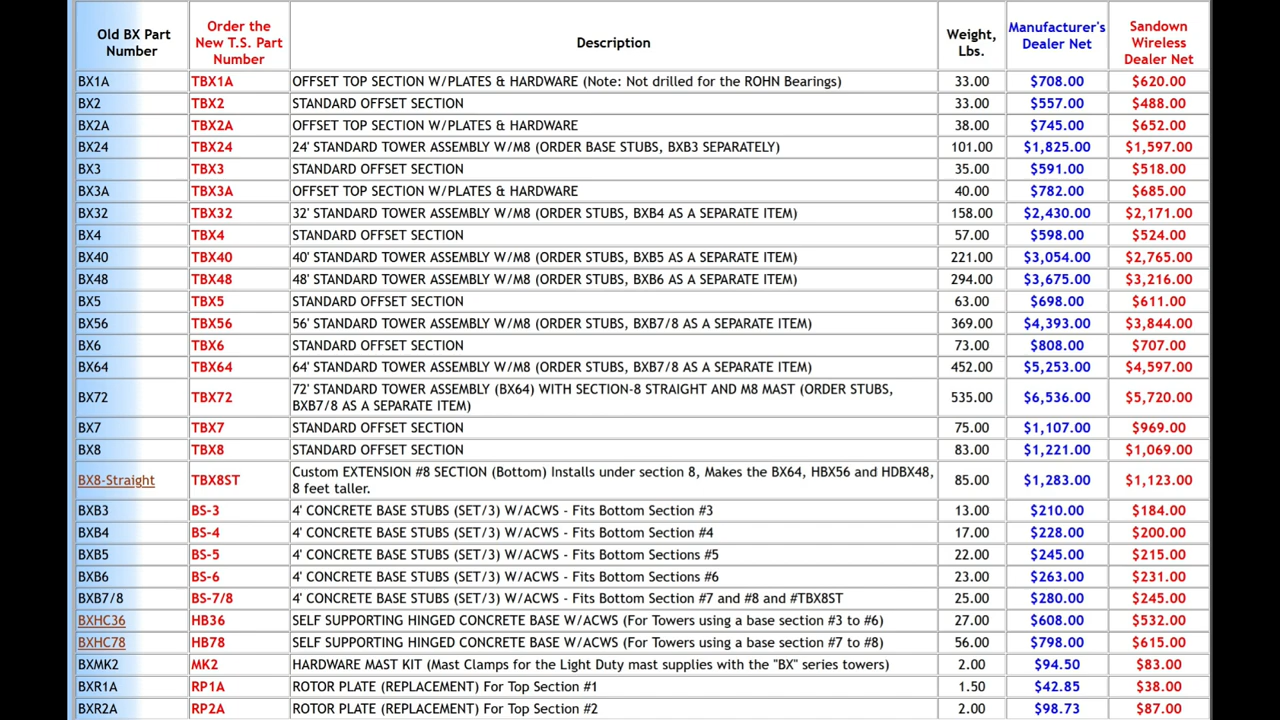 Old BX Part Number Order the New T.S. Part Number Description Weight, Lbs. Manufacturer's Dealer Net Sandown Wireless Dealer Net
BX1A TBX1A OFFSET TOP SECTION W/PLATES & HARDWARE (Note: Not drilled for the ROHN Bearings) 33.00 $708.00 $620.00
BX2 TBX2 STANDARD OFFSET SECTION 33.00 $557.00 $488.00
BX2A TBX2A OFFSET TOP SECTION W/PLATES & HARDWARE 38.00 $745.00 $652.00
BX24 TBX24 24' STANDARD TOWER ASSEMBLY W/M8 (ORDER BASE STUBS, BXB3 SEPARATELY) 101.00 $1,825.00 $1,597.00
BX3 TBX3 STANDARD OFFSET SECTION 35.00 $591.00 $518.00
BX3A TBX3A OFFSET TOP SECTION W/PLATES & HARDWARE 40.00 $782.00 $685.00
BX32 TBX32 32' STANDARD TOWER ASSEMBLY W/M8 (ORDER STUBS, BXB4 AS A SEPARATE ITEM) 158.00 $2,430.00 $2,171.00
BX4 TBX4 STANDARD OFFSET SECTION 57.00 $598.00 $524.00
BX40 TBX40 40' STANDARD TOWER ASSEMBLY W/M8 (ORDER STUBS, BXB5 AS A SEPARATE ITEM) 221.00 $3,054.00 $2,765.00
BX48 TBX48 48' STANDARD TOWER ASSEMBLY W/M8 (ORDER STUBS, BXB6 AS A SEPARATE ITEM) 294.00 $3,675.00 $3,216.00
BX5 TBX5 STANDARD OFFSET SECTION 63.00 $698.00 $611.00
BX56 TBX56 56' STANDARD TOWER ASSEMBLY W/M8 (ORDER STUBS, BXB7/8 AS A SEPARATE ITEM) 369.00 $4,393.00 $3,844.00
BX6 TBX6 STANDARD OFFSET SECTION 73.00 $808.00 $707.00
BX64 TBX64 64' STANDARD TOWER ASSEMBLY W/M8 (ORDER STUBS, BXB7/8 AS A SEPARATE ITEM) 452.00 $5,253.00 $4,597.00
BX72 TBX72 72' STANDARD TOWER ASSEMBLY (BX64) WITH SECTION-8 STRAIGHT AND M8 MAST (ORDER STUBS,
BXB7/8 AS A SEPARATE ITEM) 535.00 $6,536.00 $5,720.00
BX7 TBX7 STANDARD OFFSET SECTION 75.00 $1,107.00 $969.00
BX8 TBX8 STANDARD OFFSET SECTION 83.00 $1,221.00 $1,069.00
BX8-Straight TBX8ST Custom EXTENSION #8 SECTION (Bottom) Installs under section 8, Makes the BX64, HBX56 and HDBX48,
8 feet taller. 85.00 $1,283.00 $1,123.00
BXB3 BS-3 4' CONCRETE BASE STUBS (SET/3) W/ACWS - Fits Bottom Section #3 13.00 $210.00 $184.00
BXB4 BS-4 4' CONCRETE BASE STUBS (SET/3) W/ACWS - Fits Bottom Section #4 17.00 $228.00 $200.00
BXB5 BS-5 4' CONCRETE BASE STUBS (SET/3) W/ACWS - Fits Bottom Sections #5 22.00 $245.00 $215.00
BXB6 BS-6 4' CONCRETE BASE STUBS (SET/3) W/ACWS - Fits Bottom Sections #6 23.00 $263.00 $231.00
BXB7/8 BS-7/8 4' CONCRETE BASE STUBS (SET/3) W/ACWS - Fits Bottom Section #7 and #8 and #TBX8ST 25.00 $280.00 $245.00
BXHC36 HB36 SELF SUPPORTING HINGED CONCRETE BASE W/ACWS (For Towers using a base section #3 to #6) 27.00 $608.00 $532.00
BXHC78 HB78 SELF SUPPORTING HINGED CONCRETE BASE W/ACWS (For Towers using a base section #7 to #8) 56.00 $798.00 $615.00
BXMK2 MK2 HARDWARE MAST KIT (Mast Clamps for the Light Duty mast supplies with the "BX" series towers) 2.00 $94.50 $83.00
BXR1A RP1A ROTOR PLATE (REPLACEMENT) For Top Section #1 1.50 $42.85 $38.00
BXR2A RP2A ROTOR PLATE (REPLACEMENT) For Top Section #2 2.00 $98.73 $87.00